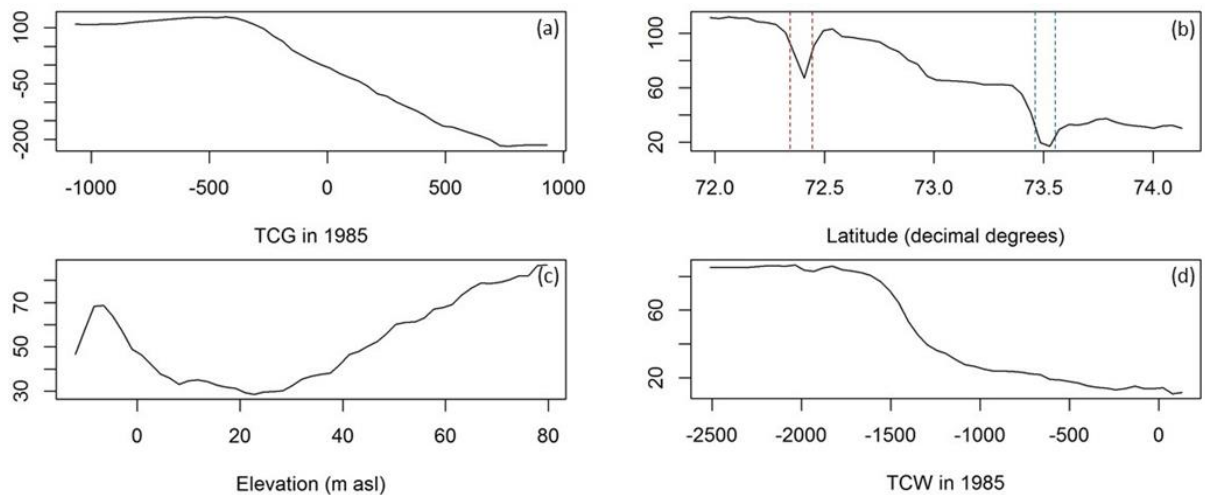 (a)
100
-50
-200
-1000 -500 0 500 1000
TCG in 1985
(b)
100
60
20
72.0 72.5 73.0 73.5 74.0
Latitude (decimal degrees)
(c)
70
50
30
0 20 40 60 80
Elevation (m asl)
(d)
60
20
-2500 -2000 -1500 -1000 -500 0
TCW in 1985